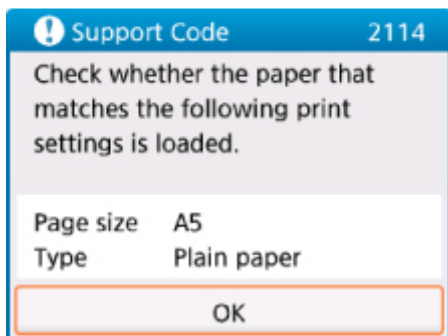 Support Code 2114
Check whether the paper that
matches the following print
settings is loaded.
Page size A5
Type Plain paper
OK